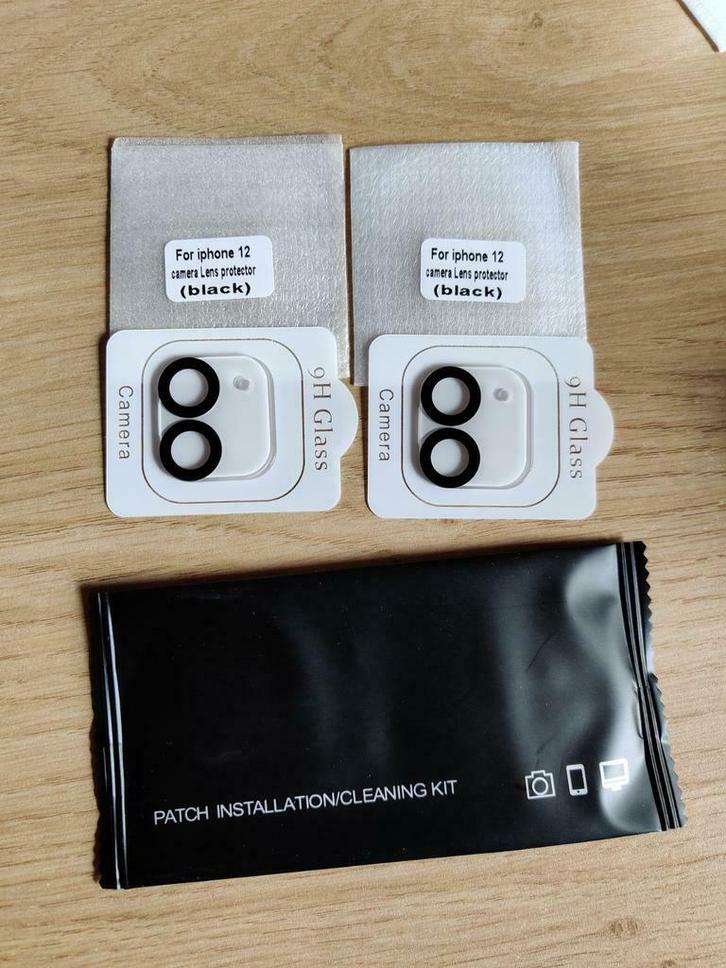 For iphone 12
camera Lens protector
(black)
For iphone 12
camera Lens protector
(black)
Camera
9H Glass
Camera
9H Glass
PATCH INSTALLATION/CLEANING KIT